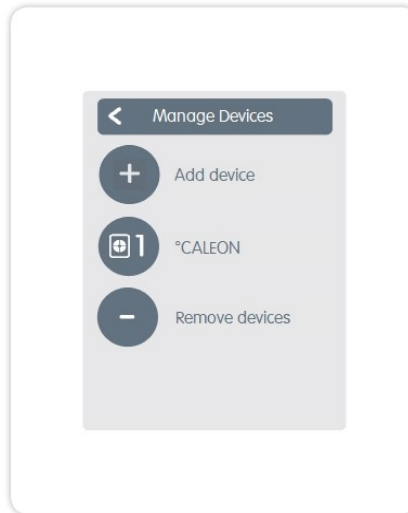 Manage Devices
+ Add device
1 °CALEON
- Remove devices